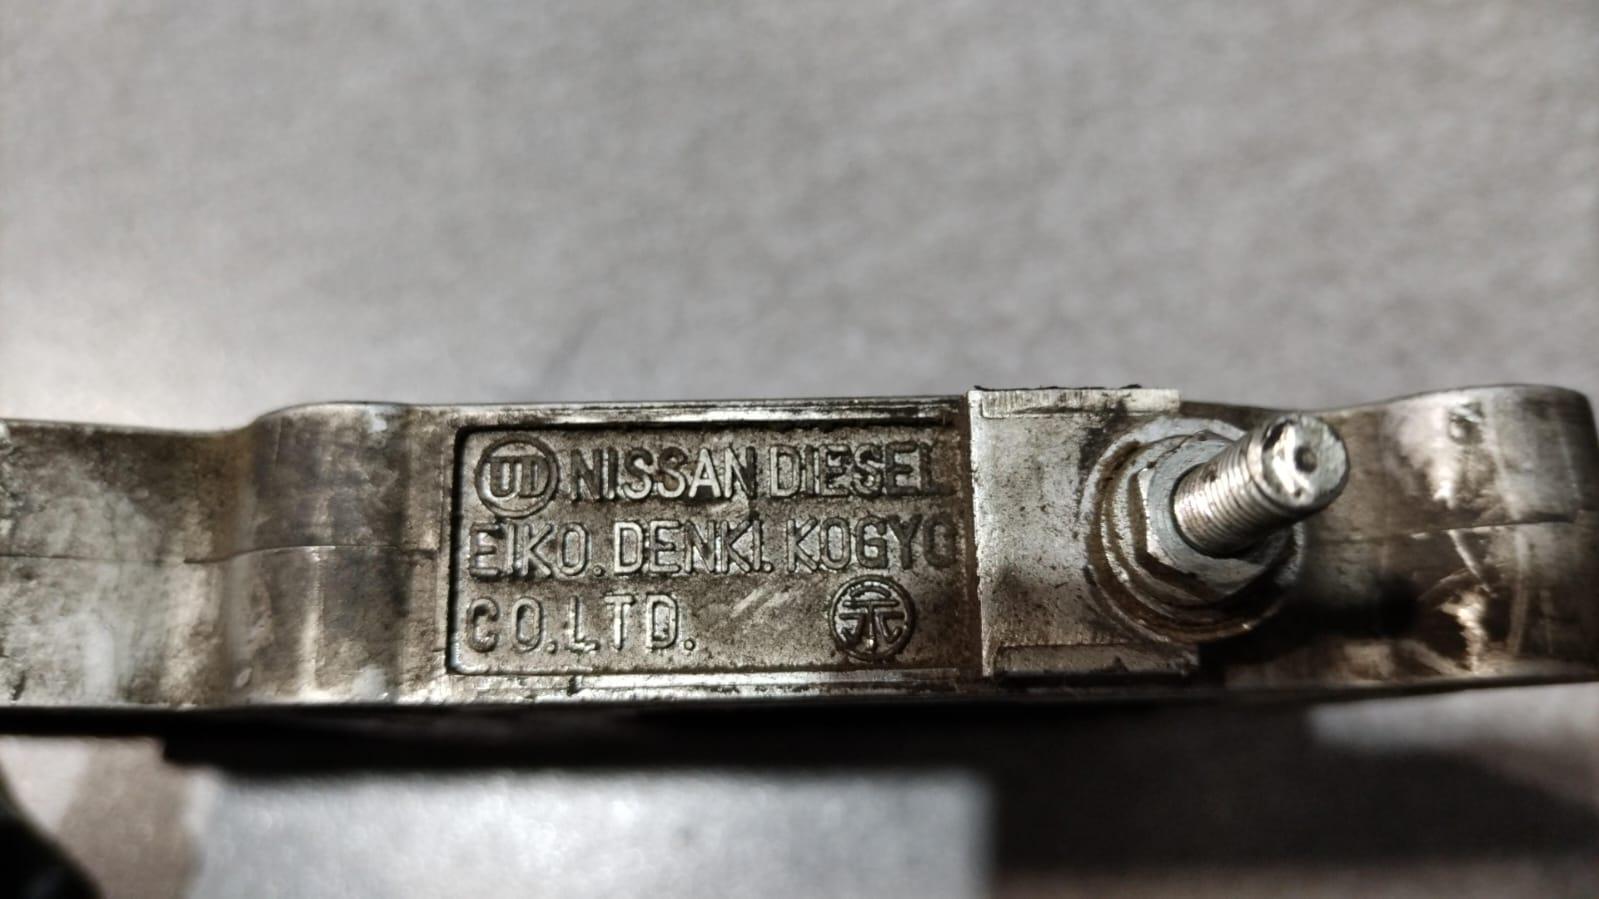 UD NISSAN DIESEL
EIKO.DENKI.KOGYO
CO.LTD.